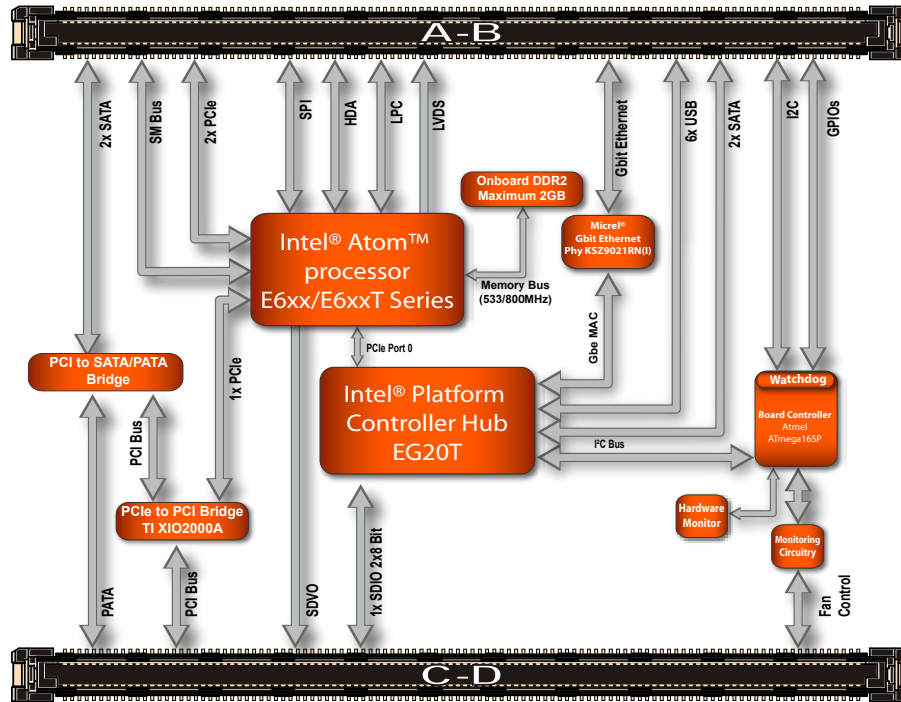 A-B
2x SATA
SM Bus
2x PCIe
SPI
HDA
LPC
LVDS
Gbit Ethernet
6x USB
2x SATA
I2C
GPIOs
Onboard DDR2
Maximum 2GB
Intel® Atom™
processor
E6xx/E6xxT Series
Micrel®
Gbit Ethernet
Phy KSZ9021RN(I)
Memory Bus
(533/800MHz)
Gbe MAC
PCIe Port 0
PCI to SATA/PATA
Bridge
1x PCIe
Intel® Platform
Controller Hub
EG20T
Watchdog
Board Controller
Atmel
ATmega165P
I²C Bus
PCI Bus
PCIe to PCI Bridge
TI XIO2000A
Hardware
Monitor
Monitoring
Circuitry
PATA
PCI Bus
SDVO
1x SDIO 2x8 Bit
Fan
Control
C-D